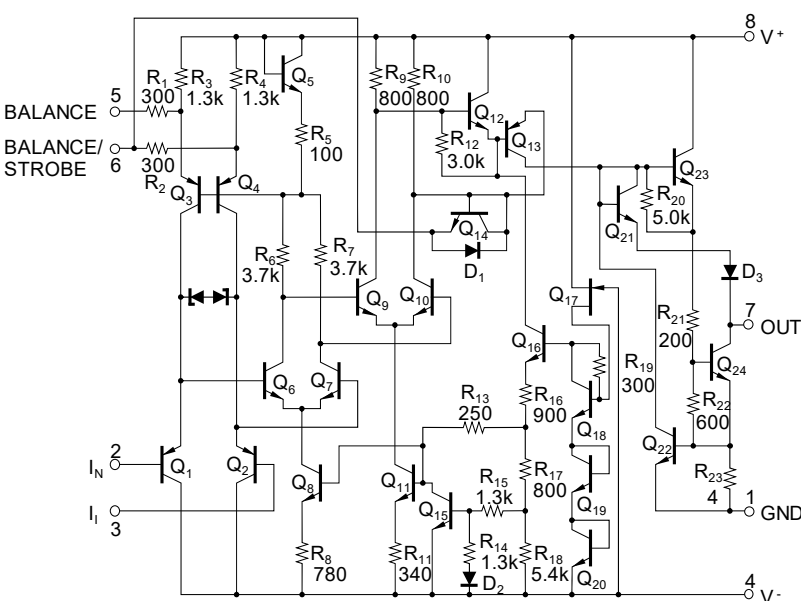 8
V+
R1
300
R3
1.3k
R4
1.3k
Q5
R9
800
R10
800
Q12
Q13
BALANCE
5
BALANCE/
STROBE
6
300
R2
R5
100
R12
3.0k
Q3
Q4
Q23
R20
5.0k
Q21
Q14
D1
R6
3.7k
R7
3.7k
D3
Q9
Q10
Q17
7
OUT
R21
200
Q16
R19
300
Q24
Q6
Q7
R16
900
R13
250
Q18
R22
600
IN
2
Q1
Q2
Q8
Q11
Q15
R15
1.3k
R17
800
Q19
Q22
R23
4
1
GND
II
3
R8
780
R11
340
R14
1.3k
D2
R18
5.4k
Q20
4
V-